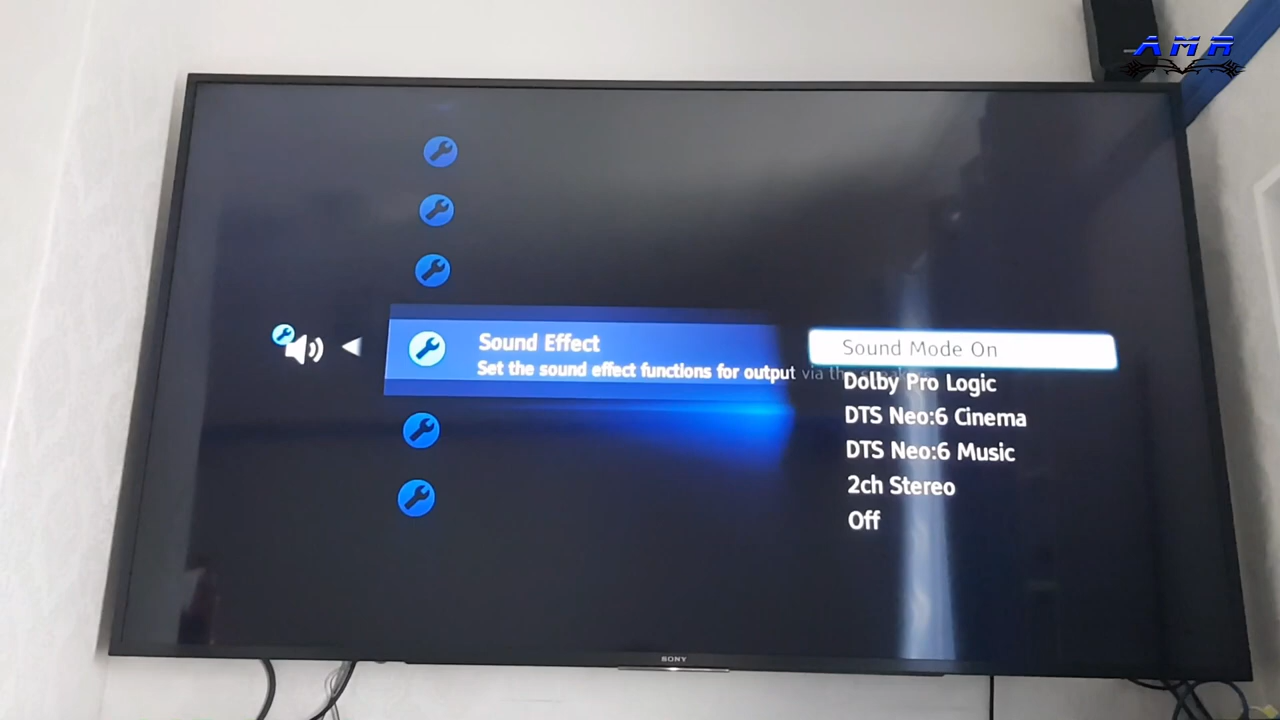 AMR
Sound Effect
Set the sound effect functions for output via the speakers.
Sound Mode On
Dolby Pro Logic
DTS Neo:6 Cinema
DTS Neo:6 Music
2ch Stereo
Off
SONY